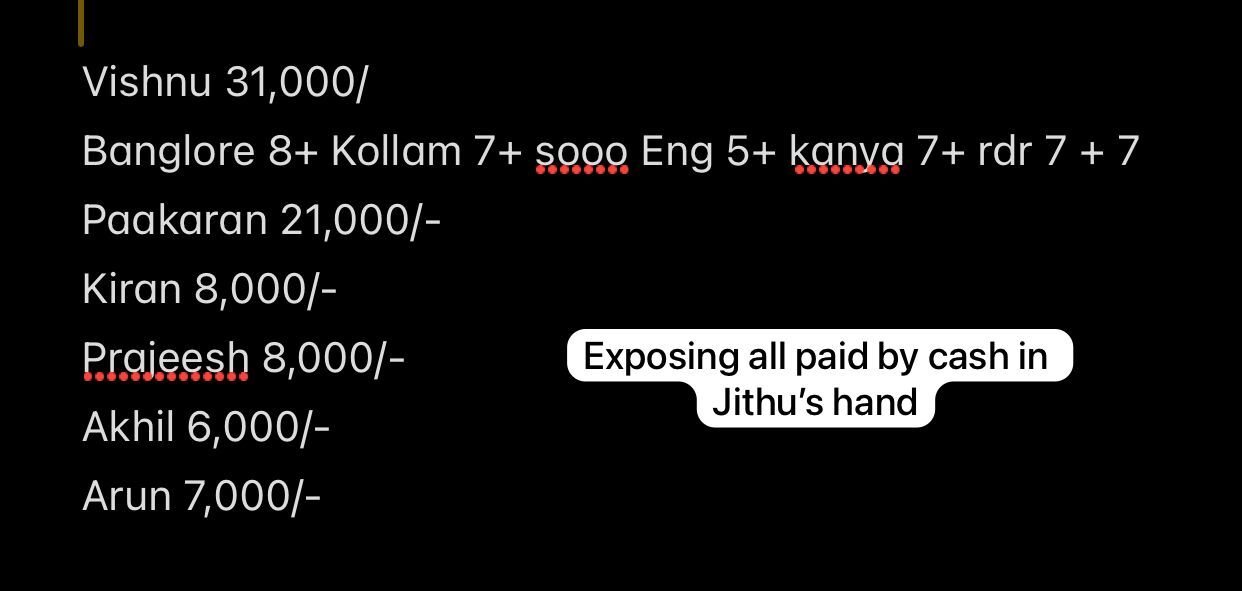 Vishnu 31,000/
Banglore 8+ Kollam 7+ sooo Eng 5+ kanya 7+ rdr 7 + 7
Paakaran 21,000/-
Kiran 8,000/-
Prajeesh 8,000/-
Exposing all paid by cash in
Jithu’s hand
Akhil 6,000/-
Arun 7,000/-